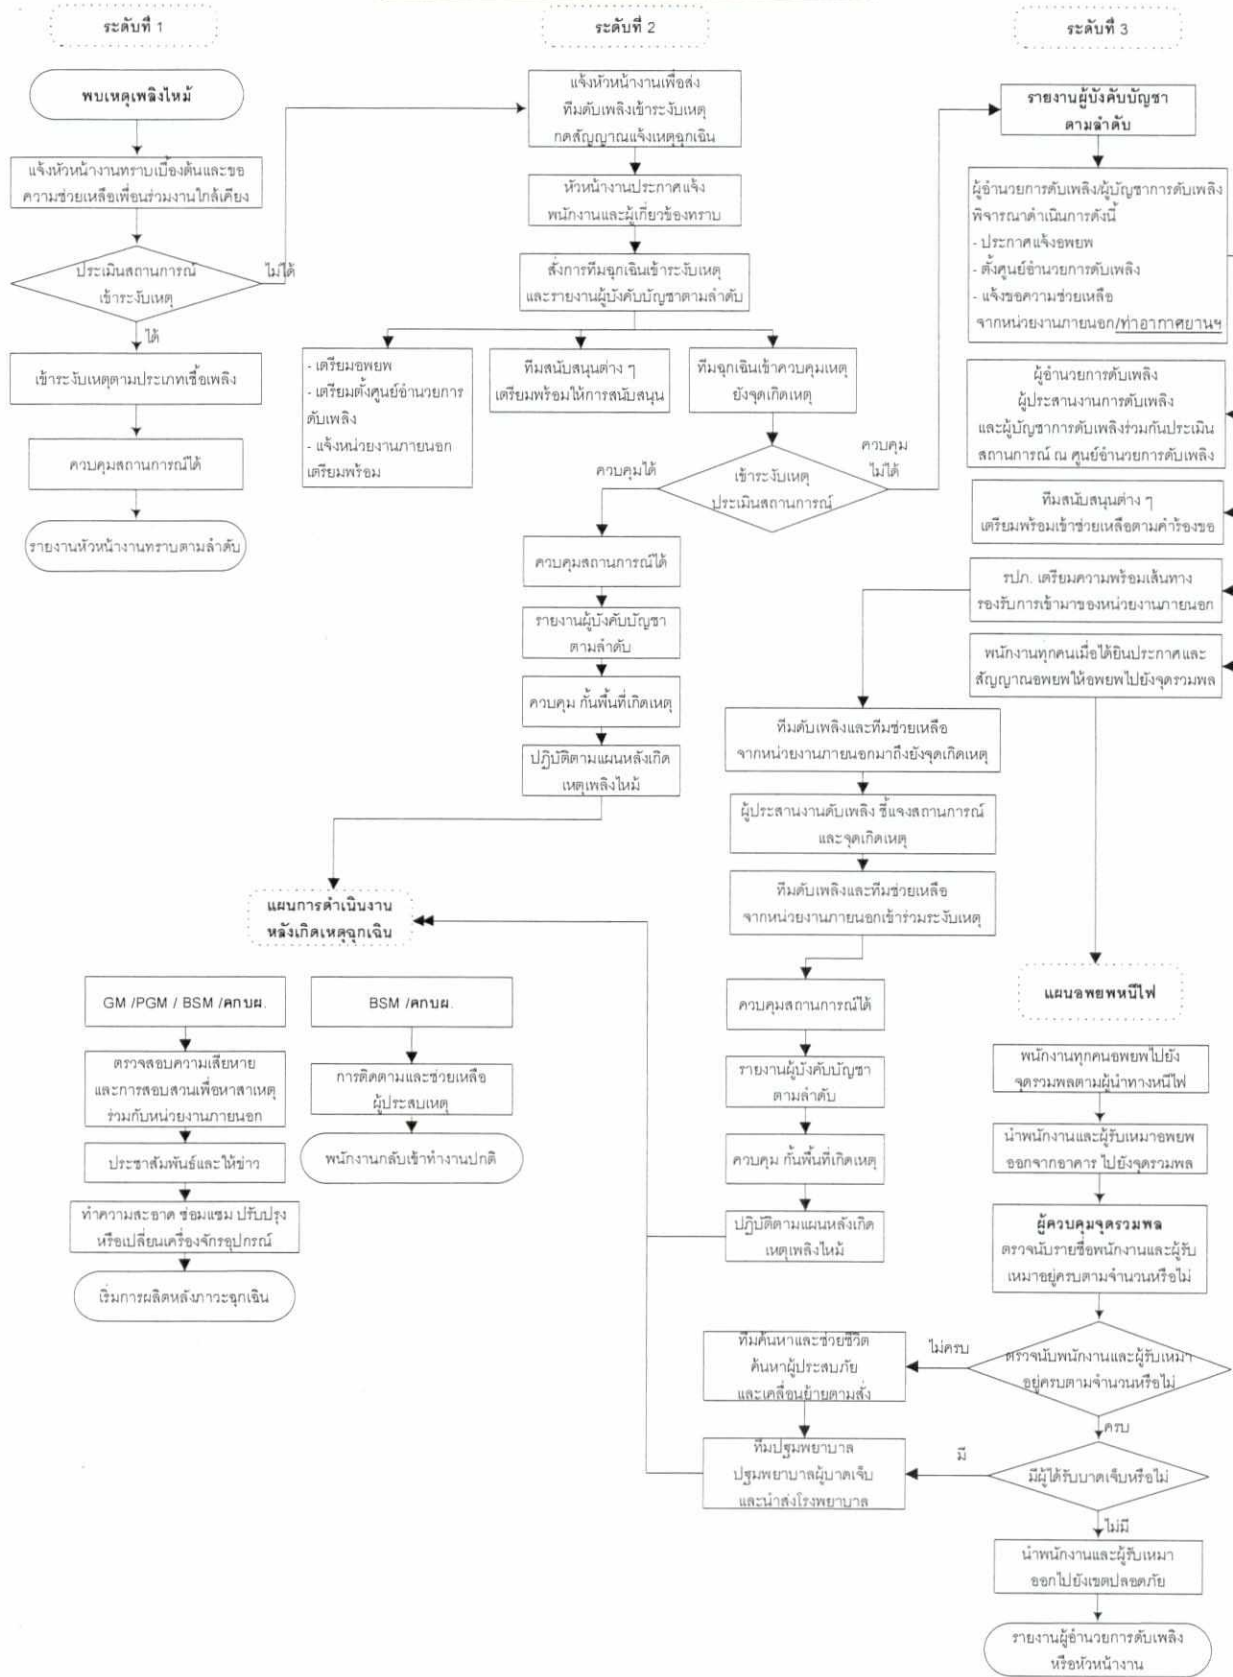 ระดับที่ 1
พบเหตุเพลิงไหม้
แจ้งหัวหน้างานทราบเบื้องต้นและขอ
ความช่วยเหลือเพื่อนร่วมงานใกล้เคียง
ประเมินสถานการณ์
เข้าระงับเหตุ
ไม่ได้
ได้
เข้าระงับเหตุตามประเภทเชื้อเพลิง
ควบคุมสถานการณ์ได้
รายงานหัวหน้างานทราบตามลำดับ
ระดับที่ 2
แจ้งหัวหน้างานเพื่อส่ง
ทีมดับเพลิงเข้าระงับเหตุ
กดสัญญาณแจ้งเหตุฉุกเฉิน
หัวหน้างานประกาศแจ้ง
พนักงานและผู้เกี่ยวข้องทราบ
สั่งการทีมฉุกเฉินเข้าระงับเหตุ
และรายงานผู้บังคับบัญชาตามลำดับ
- เตรียมอพยพ
- เตรียมตั้งศูนย์อำนวยการ
ดับเพลิง
- แจ้งหน่วยงานภายนอก
เตรียมพร้อม
ทีมสนับสนุนต่าง ๆ
เตรียมพร้อมให้การสนับสนุน
ทีมฉุกเฉินเข้าควบคุมเหตุ
ยังจุดเกิดเหตุ
ควบคุมได้
เข้าระงับเหตุ
ประเมินสถานการณ์
ควบคุม
ไม่ได้
ควบคุมสถานการณ์ได้
รายงานผู้บังคับบัญชา
ตามลำดับ
ควบคุม กั้นพื้นที่เกิดเหตุ
ปฏิบัติตามแผนหลังเกิด
เหตุเพลิงไหม้
ระดับที่ 3
รายงานผู้บังคับบัญชา
ตามลำดับ
ผู้อำนวยการดับเพลิง/ผู้บัญชาการดับเพลิง
พิจารณาดำเนินการดังนี้
- ประกาศแจ้งอพยพ
- ตั้งศูนย์อำนวยการดับเพลิง
- แจ้งขอความช่วยเหลือ
จากหน่วยงานภายนอก/ท่าอากาศยานฯ
ผู้อำนวยการดับเพลิง
ผู้ประสานงานการดับเพลิง
และผู้บัญชาการดับเพลิงร่วมกันประเมิน
สถานการณ์ ณ ศูนย์อำนวยการดับเพลิง
ทีมสนับสนุนต่าง ๆ
เตรียมพร้อมเข้าช่วยเหลือตามคำร้องขอ
รปภ. เตรียมความพร้อมเส้นทาง
รองรับการเข้ามาของหน่วยงานภายนอก
พนักงานทุกคนเมื่อได้ยินประกาศและ
สัญญาณอพยพให้อพยพไปยังจุดรวมพล
ทีมดับเพลิงและทีมช่วยเหลือ
จากหน่วยงานภายนอกมาถึงยังจุดเกิดเหตุ
ผู้ประสานงานดับเพลิง ชี้แจงสถานการณ์
และจุดเกิดเหตุ
ทีมดับเพลิงและทีมช่วยเหลือ
จากหน่วยงานภายนอกเข้าร่วมระงับเหตุ
ควบคุมสถานการณ์ได้
รายงานผู้บังคับบัญชา
ตามลำดับ
ควบคุม กั้นพื้นที่เกิดเหตุ
ปฏิบัติตามแผนหลังเกิด
เหตุเพลิงไหม้
แผนการดำเนินงาน
หลังเกิดเหตุฉุกเฉิน
GM /PGM / BSM /คกบผ.
ตรวจสอบความเสียหาย
และการสอบสวนเพื่อหาสาเหตุ
ร่วมกับหน่วยงานภายนอก
ประชาสัมพันธ์และให้ข่าว
ทำความสะอาด ซ่อมแซม ปรับปรุง
หรือเปลี่ยนเครื่องจักรอุปกรณ์
เริ่มการผลิตหลังภาวะฉุกเฉิน
BSM /คกบผ.
การติดตามและช่วยเหลือ
ผู้ประสบเหตุ
พนักงานกลับเข้าทำงานปกติ
แผนอพยพหนีไฟ
พนักงานทุกคนอพยพไปยัง
จุดรวมพลตามผู้นำทางหนีไฟ
นำพนักงานและผู้รับเหมาอพยพ
ออกจากอาคาร ไปยังจุดรวมพล
ผู้ควบคุมจุดรวมพล
ตรวจนับรายชื่อพนักงานและผู้รับ
เหมาอยู่ครบตามจำนวนหรือไม่
ตรวจนับพนักงานและผู้รับเหมา
อยู่ครบตามจำนวนหรือไม่
ไม่ครบ
ทีมค้นหาและช่วยชีวิต
ค้นหาผู้ประสบภัย
และเคลื่อนย้ายตามสั่ง
ครบ
มีผู้ได้รับบาดเจ็บหรือไม่
มี
ทีมปฐมพยาบาล
ปฐมพยาบาลผู้บาดเจ็บ
และนำส่งโรงพยาบาล
ไม่มี
นำพนักงานและผู้รับเหมา
ออกไปยังเขตปลอดภัย
รายงานผู้อำนวยการดับเพลิง
หรือหัวหน้างาน